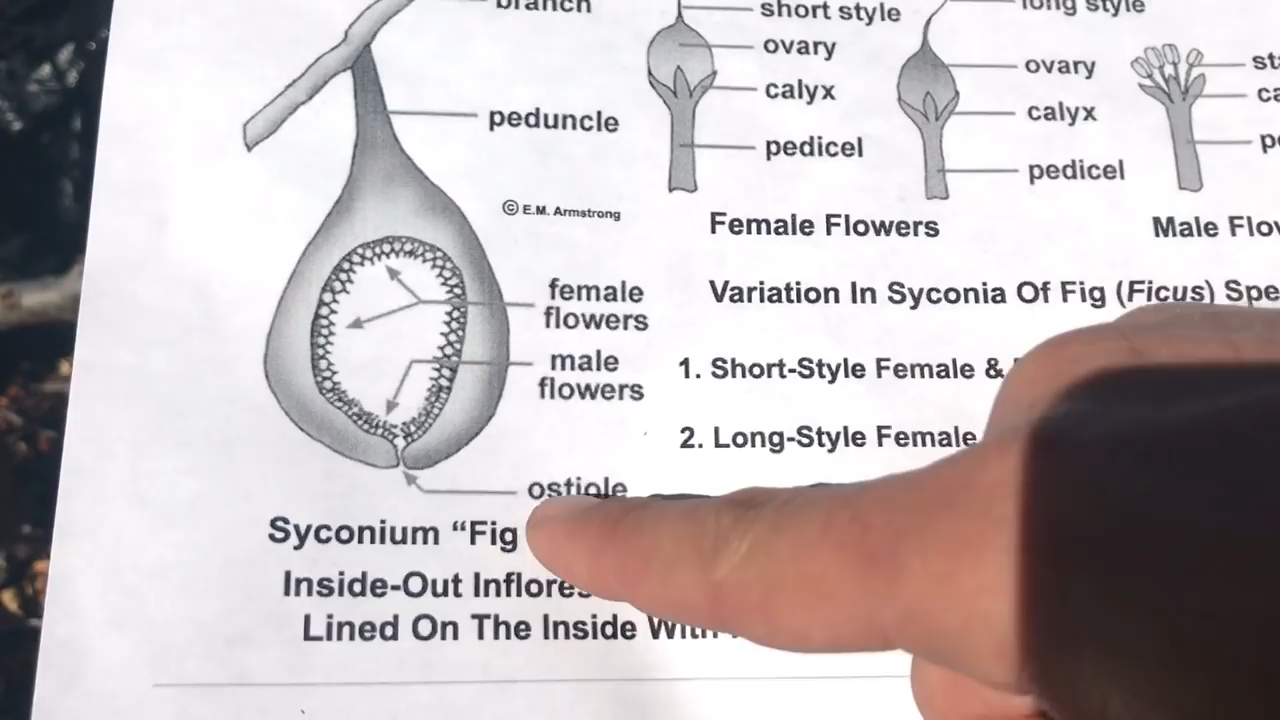 branch
peduncle
© E.M. Armstrong
female
flowers
male
flowers
ostiole
Syconium “Fig
Inside-Out
Lined On The Inside
short style
ovary
calyx
pedicel
long style
ovary
calyx
pedicel
Female Flowers
Male
Variation In Syconia Of Fig (Ficus)
1. Short-Style Female &
2. Long-Style Female